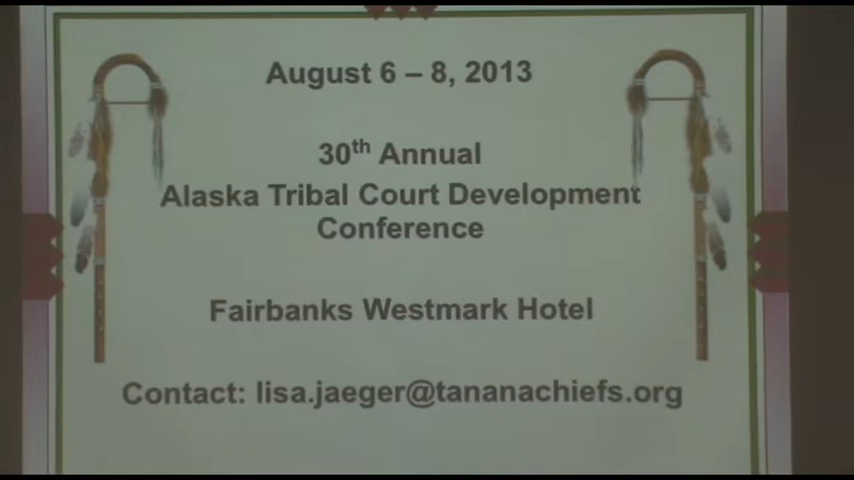 August 6 – 8, 2013
30th Annual
Alaska Tribal Court Development
Conference
Fairbanks Westmark Hotel
Contact: lisa.jaeger@tananachiefs.org